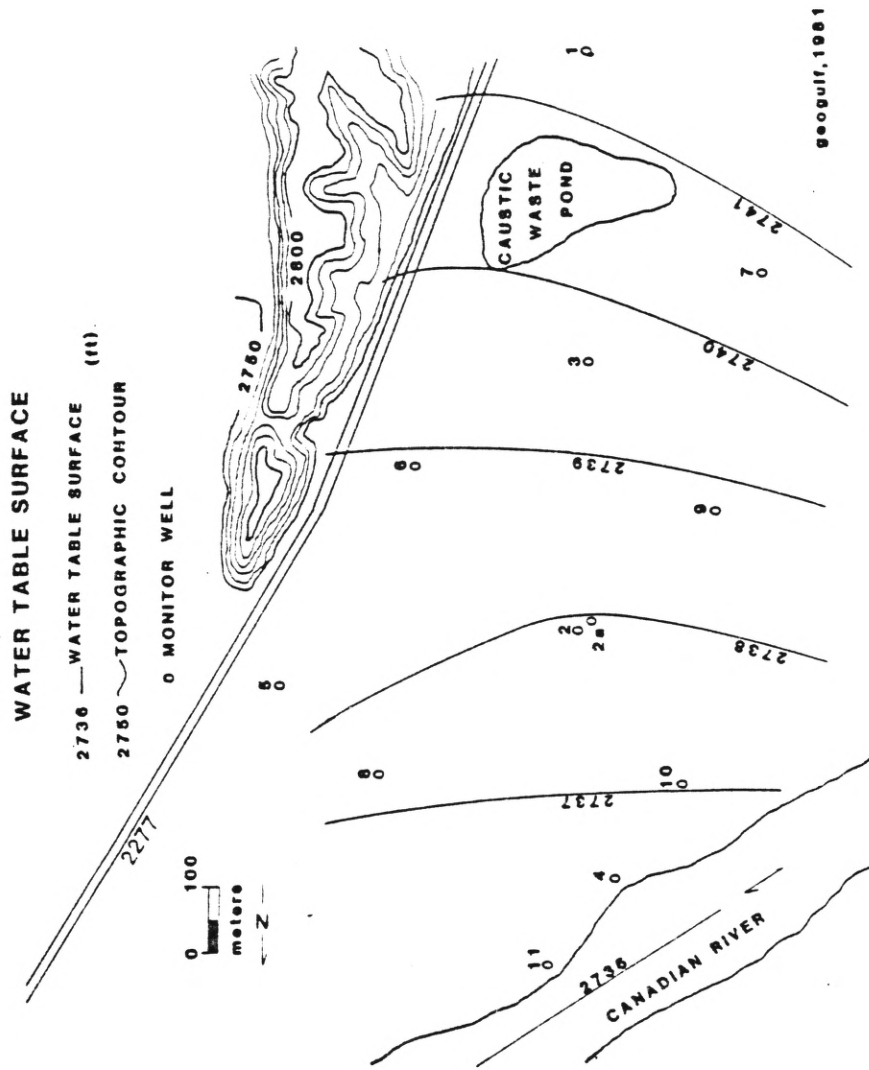 WATER TABLE SURFACE
2736 — WATER TABLE SURFACE (ft)
2750 TOPOGRAPHIC CONTOUR
0 MONITOR WELL
2277
0 100
meters
N
2750
2800
CAUSTIC
WASTE
POND
1
2741
7
2740
3
6
2739
9
2
2a
2738
5
8
10
2737
4
11
2736
CANADIAN RIVER
geogulf, 1981